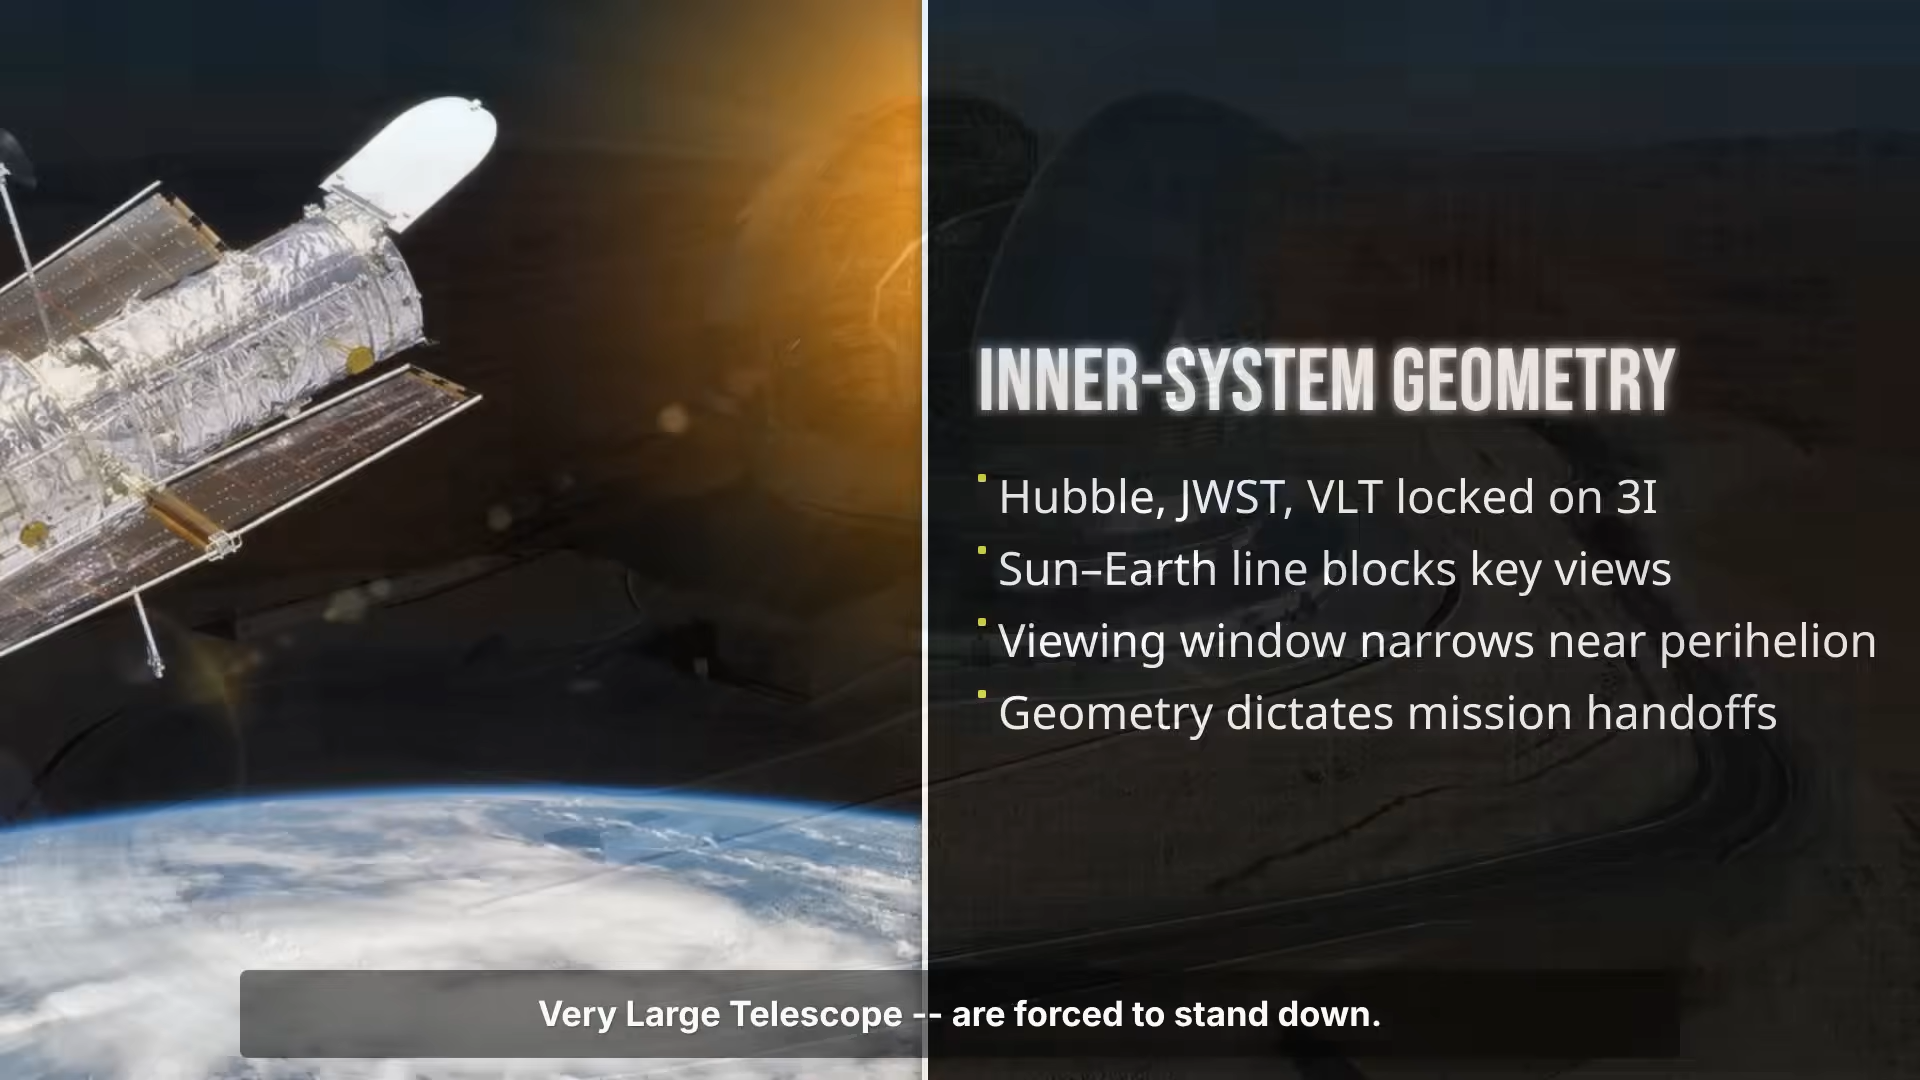 INNER-SYSTEM GEOMETRY
Hubble, JWST, VLT locked on 3I
Sun–Earth line blocks key views
Viewing window narrows near perihelion
Geometry dictates mission handoffs
Very Large Telescope -- are forced to stand down.